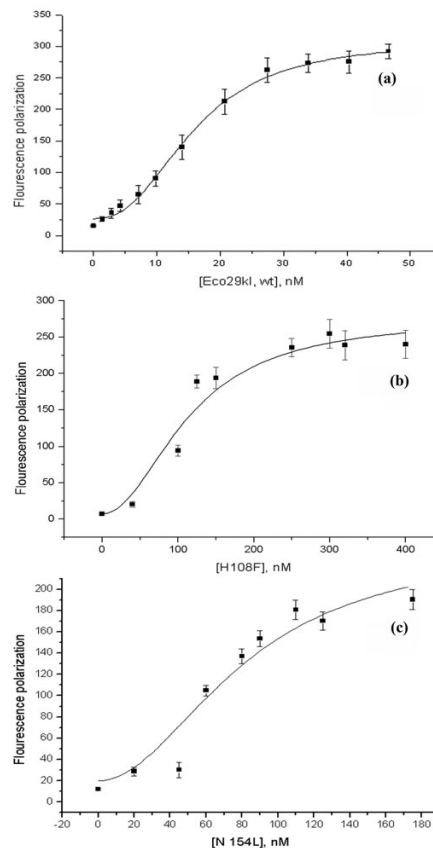 350
300
250
200
150
100
50
0
Flourescence polarization
(a)
0 10 20 30 40 50
[Eco29kI, wt], nM
300
250
200
150
100
50
0
Flourescence polarization
(b)
0 100 200 300 400
[H108F], nM
200
180
160
140
120
100
80
60
40
20
0
Flourescence polarization
(c)
-20 0 20 40 60 80 100 120 140 160 180
[N 154L], nM